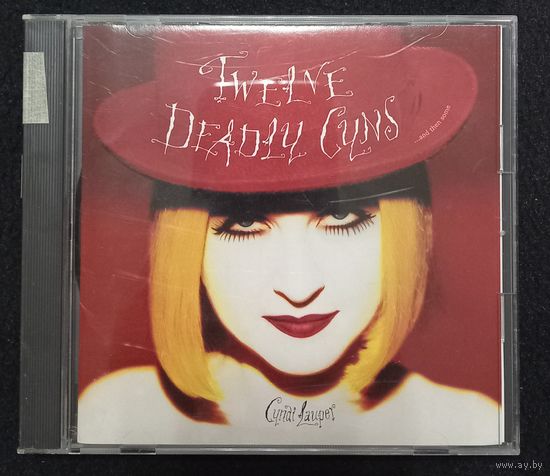 TWELVE
DEADLY CYNS
...and then some
Cyndi Lauper
www.ay.by